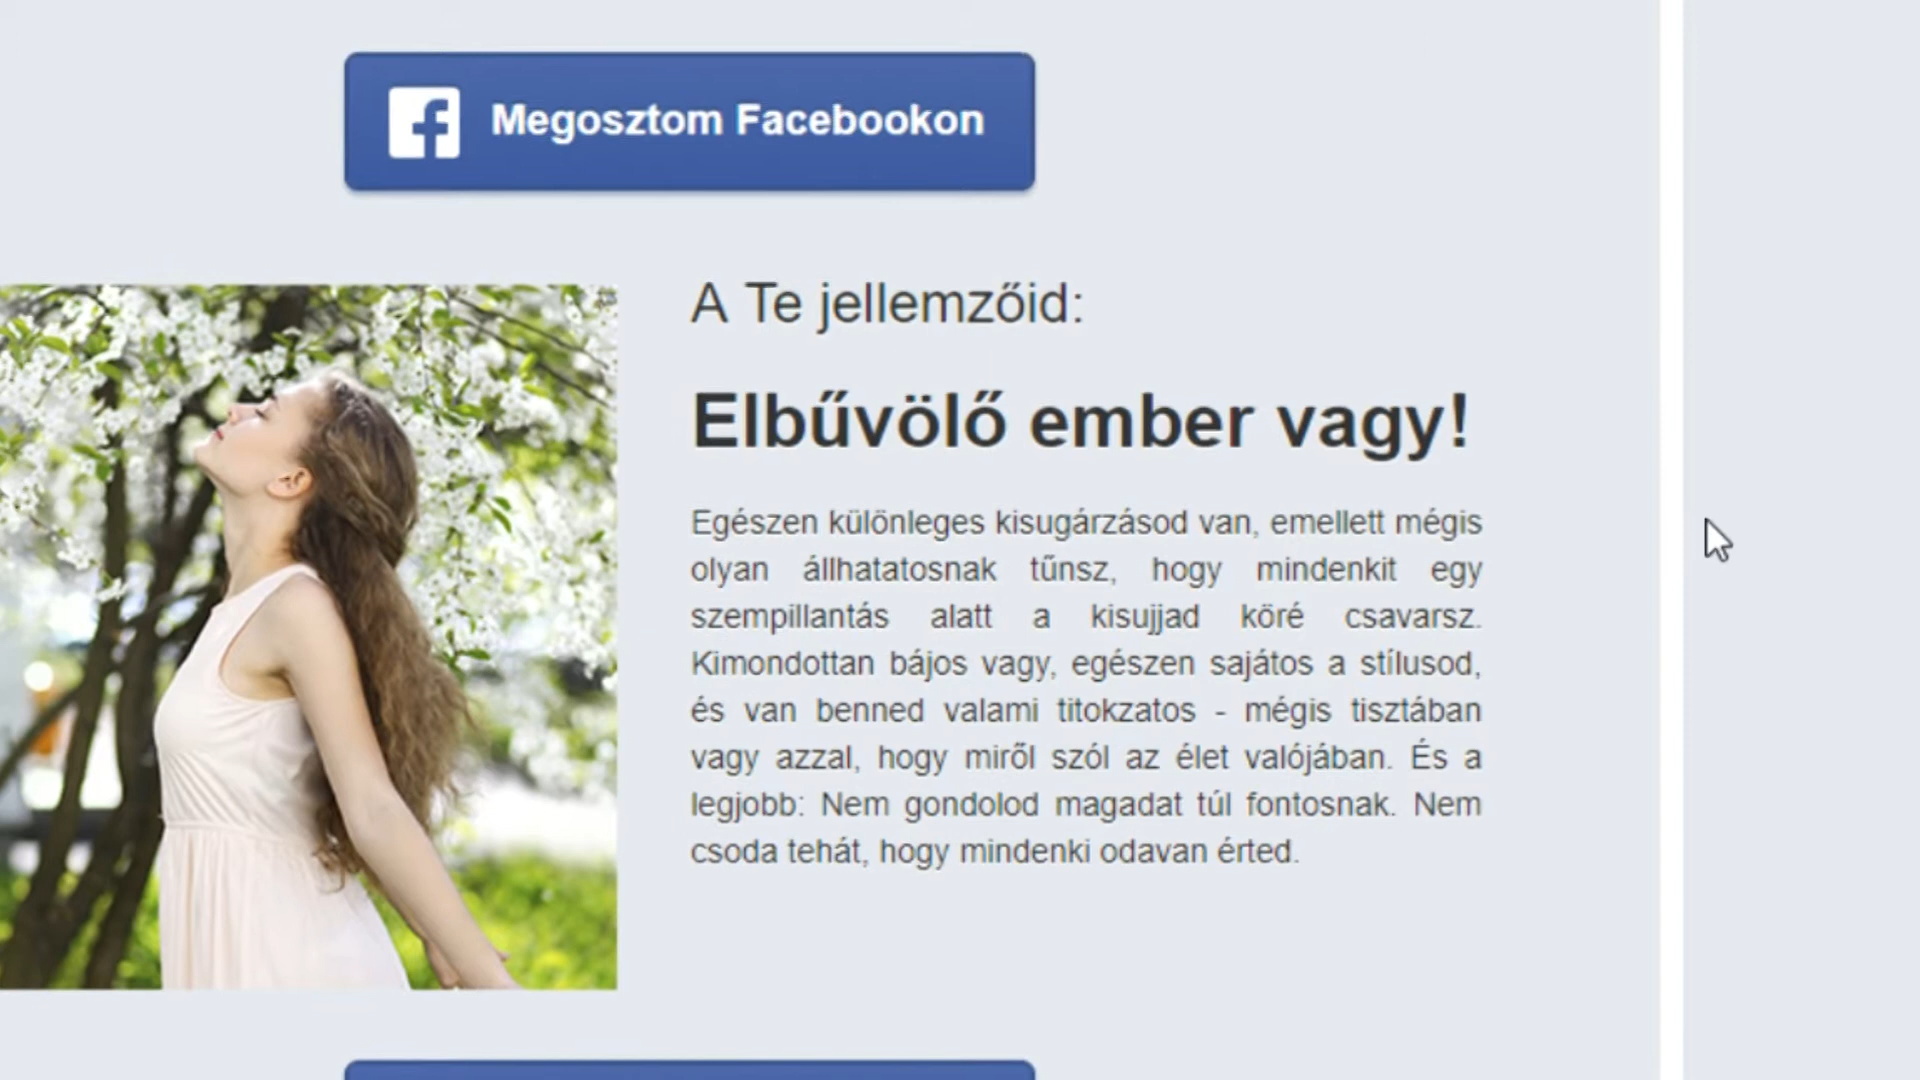 Megosztom Facebookon
A Te jellemzőid:
Elbűvölő ember vagy!
Egészen különleges kisugárzásod van, emellett mégis
olyan állhatatosnak tűnsz, hogy mindenkit egy
szempillantás alatt a kisujjad köré csavarsz.
Kimondottan bájos vagy, egészen sajátos a stílusod,
és van benned valami titokzatos - mégis tisztában
vagy azzal, hogy miről szól az élet valójában. És a
legjobb: Nem gondolod magadat túl fontosnak. Nem
csoda tehát, hogy mindenki odavan érted.